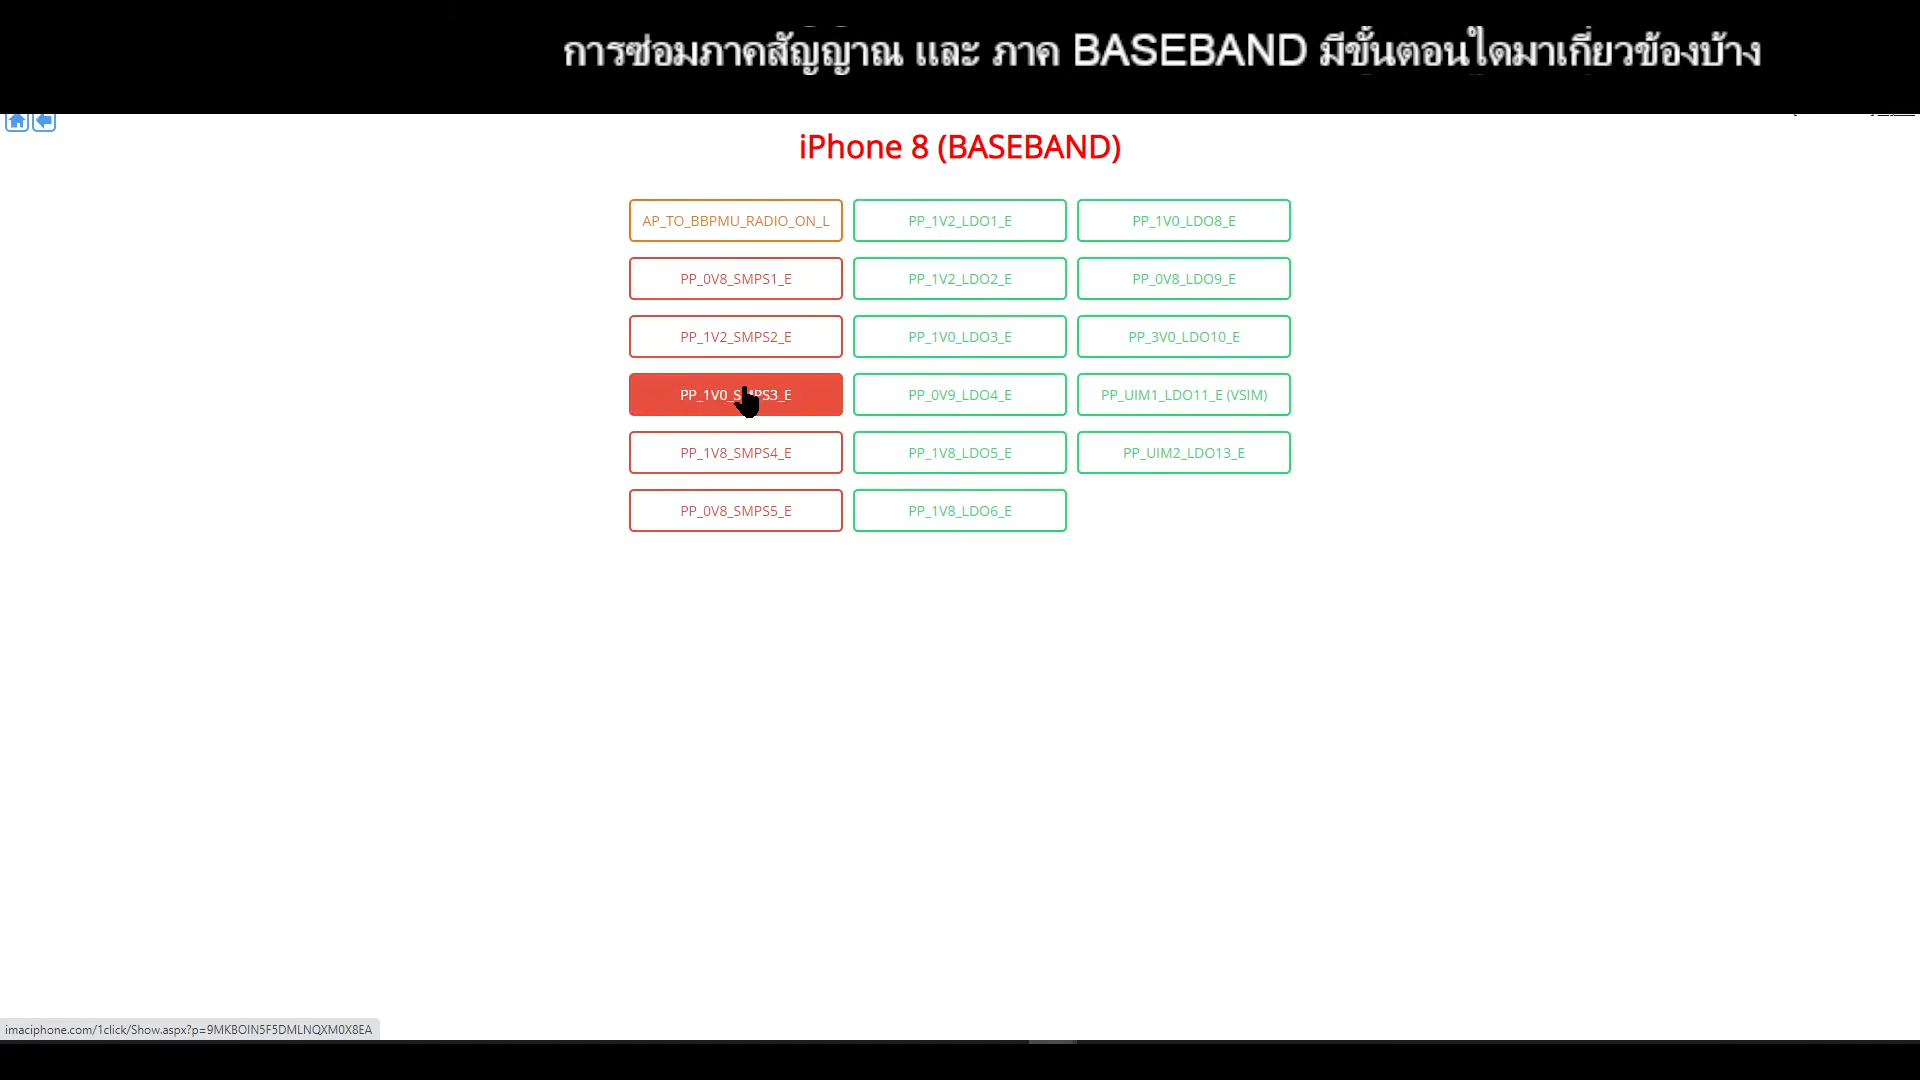 การซ่อมภาคสัญญาณ และ ภาค BASEBAND มีขั้นตอนใดมาเกี่ยวข้องบ้าง
iPhone 8 (BASEBAND)
AP_TO_BBPMU_RADIO_ON_L PP_1V2_LDO1_E PP_1V0_LDO8_E
PP_0V8_SMPS1_E PP_1V2_LDO2_E PP_0V8_LDO9_E
PP_1V2_SMPS2_E PP_1V0_LDO3_E PP_3V0_LDO10_E
PP_1V0_SMPS3_E PP_0V9_LDO4_E PP_UIM1_LDO11_E (VSIM)
PP_1V8_SMPS4_E PP_1V8_LDO5_E PP_UIM2_LDO13_E
PP_0V8_SMPS5_E PP_1V8_LDO6_E
imaciphone.com/1click/Show.aspx?p=9MKBOIN5F5DMLNQXM0X8EA